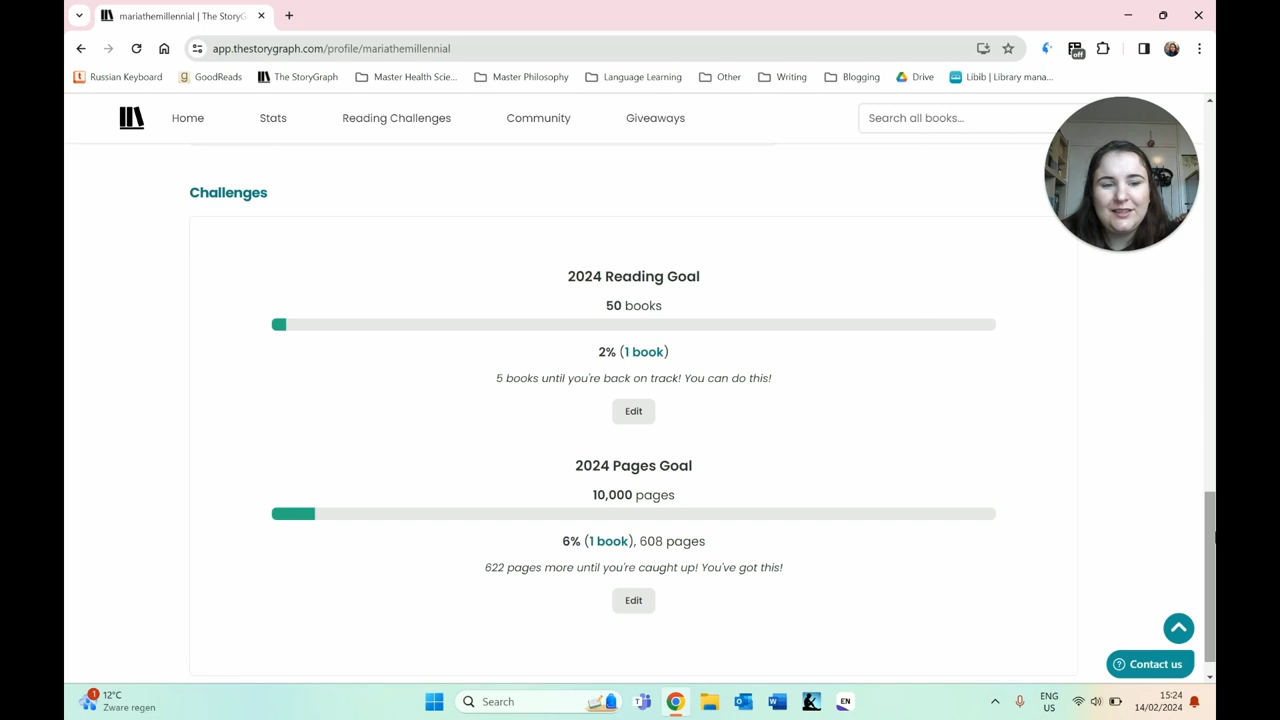 mariathemillennial | The StoryG
app.thestorygraph.com/profile/mariathemillennial
off
Russian Keyboard
GoodReads
The StoryGraph
Master Health Scie...
Master Philosophy
Language Learning
Other
Writing
Blogging
Drive
Libib | Library mana...
Home
Stats
Reading Challenges
Community
Giveaways
Search all books...
Challenges
2024 Reading Goal
50 books
2% (1 book)
5 books until you're back on track! You can do this!
Edit
2024 Pages Goal
10,000 pages
6% (1 book), 608 pages
622 pages more until you're caught up! You've got this!
Edit
Contact us
1
12°C
Zware regen
Search
EN
ENG
US
15:24
14/02/2024